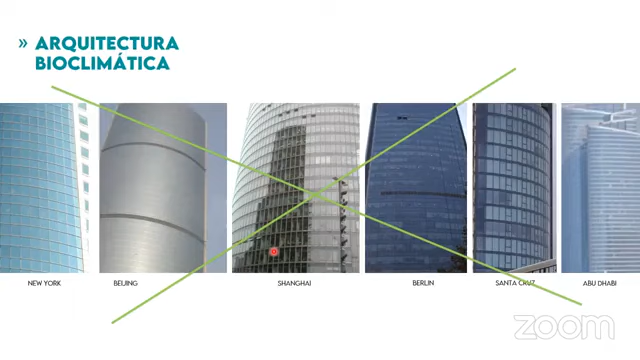 » ARQUITECTURA
BIOCLIMÁTICA
NEW YORK
BEIJING
SHANGHAI
BERLIN
SANTA CRUZ
ABU DHABI
zoom